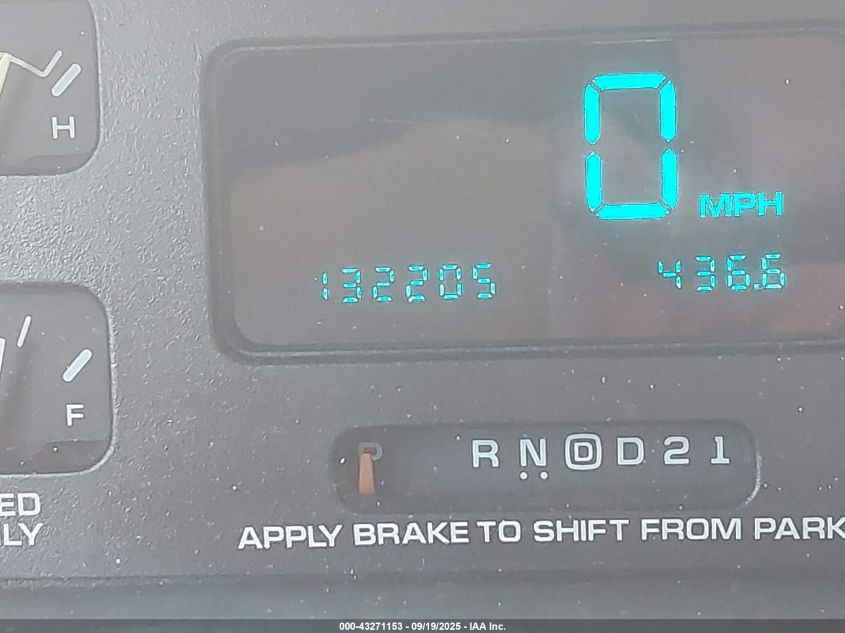 H
0 MPH
132205 436.6
F
P R N D D 2 1
ED
LY
APPLY BRAKE TO SHIFT FROM PARK
000-43271153 - 09/19/2025 - IAA Inc.